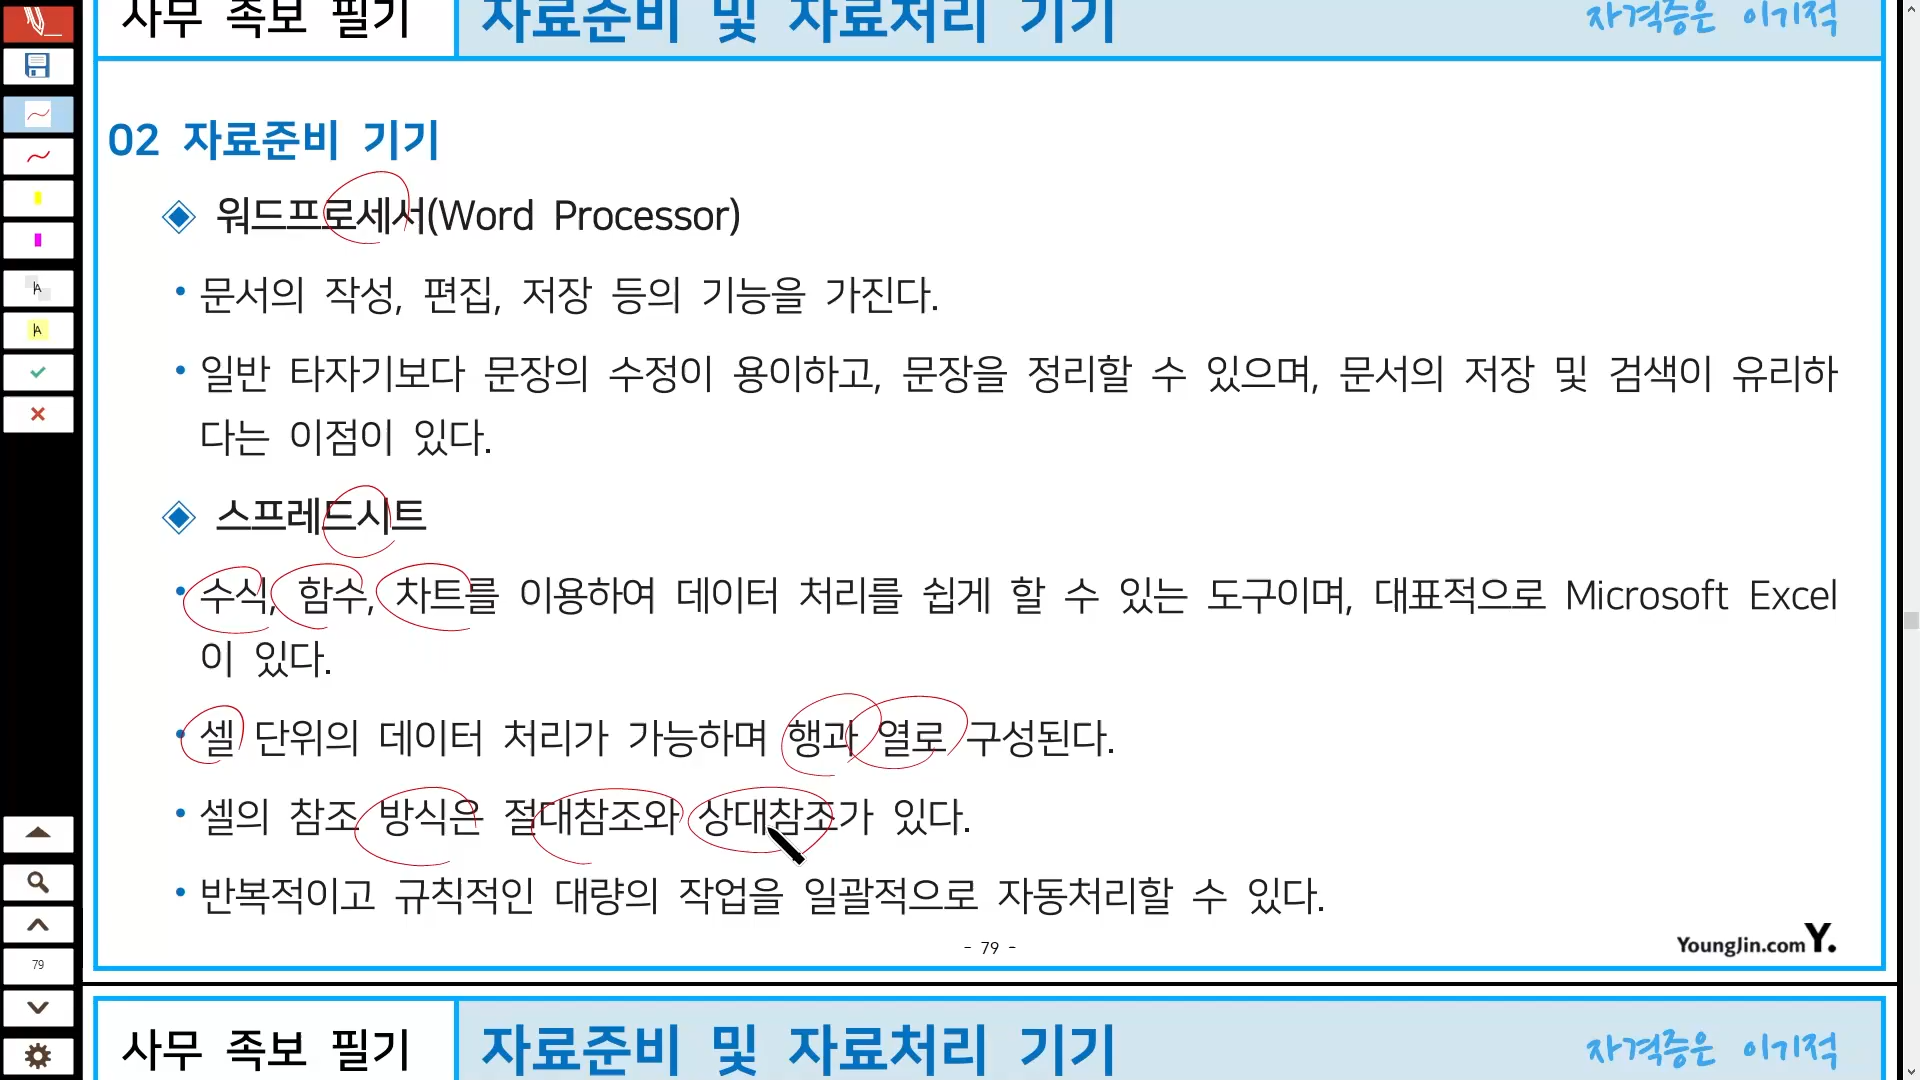 사무 족보 필기
자료준비 및 자료처리 기기
자격증은 이기적
02 자료준비 기기
워드프로세서(Word Processor)
• 문서의 작성, 편집, 저장 등의 기능을 가진다.
• 일반 타자기보다 문장의 수정이 용이하고, 문장을 정리할 수 있으며, 문서의 저장 및 검색이 유리하
다는 이점이 있다.
스프레드시트
• 수식, 함수, 차트를 이용하여 데이터 처리를 쉽게 할 수 있는 도구이며, 대표적으로 Microsoft Excel
이 있다.
• 셀 단위의 데이터 처리가 가능하며 행과 열로 구성된다.
• 셀의 참조 방식은 절대참조와 상대참조가 있다.
• 반복적이고 규칙적인 대량의 작업을 일괄적으로 자동처리할 수 있다.
- 79 -
YoungJin.com Y.
79
사무 족보 필기
자료준비 및 자료처리 기기
자격증은 이기적